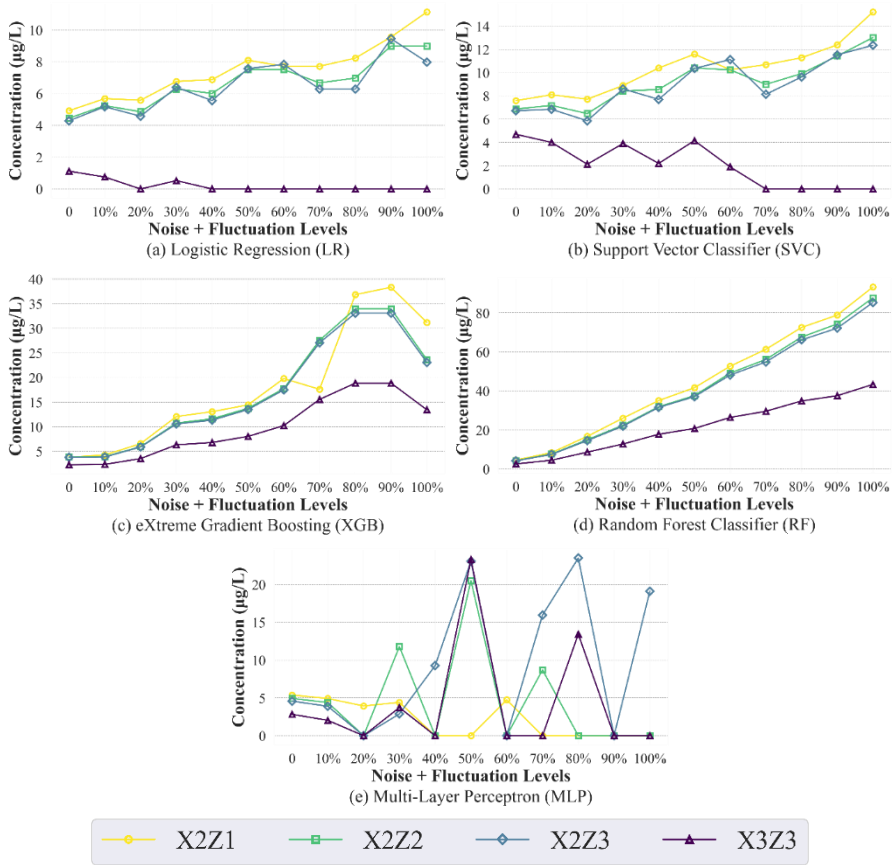 Concentration (μg/L)
10
8
6
4
2
0
0 10% 20% 30% 40% 50% 60% 70% 80% 90% 100%
Noise + Fluctuation Levels
(a) Logistic Regression (LR)
Concentration (μg/L)
14
12
10
8
6
4
2
0
0 10% 20% 30% 40% 50% 60% 70% 80% 90% 100%
Noise + Fluctuation Levels
(b) Support Vector Classifier (SVC)
Concentration (μg/L)
40
35
30
25
20
15
10
5
0 10% 20% 30% 40% 50% 60% 70% 80% 90% 100%
Noise + Fluctuation Levels
(c) eXtreme Gradient Boosting (XGB)
Concentration (μg/L)
80
60
40
20
0
0 10% 20% 30% 40% 50% 60% 70% 80% 90% 100%
Noise + Fluctuation Levels
(d) Random Forest Classifier (RF)
Concentration (μg/L)
20
15
10
5
0
0 10% 20% 30% 40% 50% 60% 70% 80% 90% 100%
Noise + Fluctuation Levels
(e) Multi-Layer Perceptron (MLP)
X2Z1 X2Z2 X2Z3 X3Z3